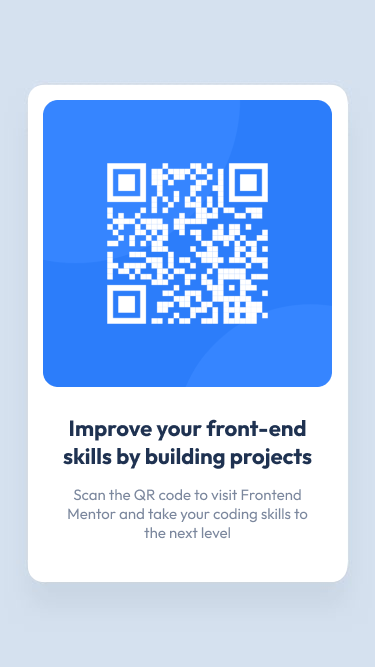 Improve your front-end
skills by building projects
Scan the QR code to visit Frontend
Mentor and take your coding skills to
the next level